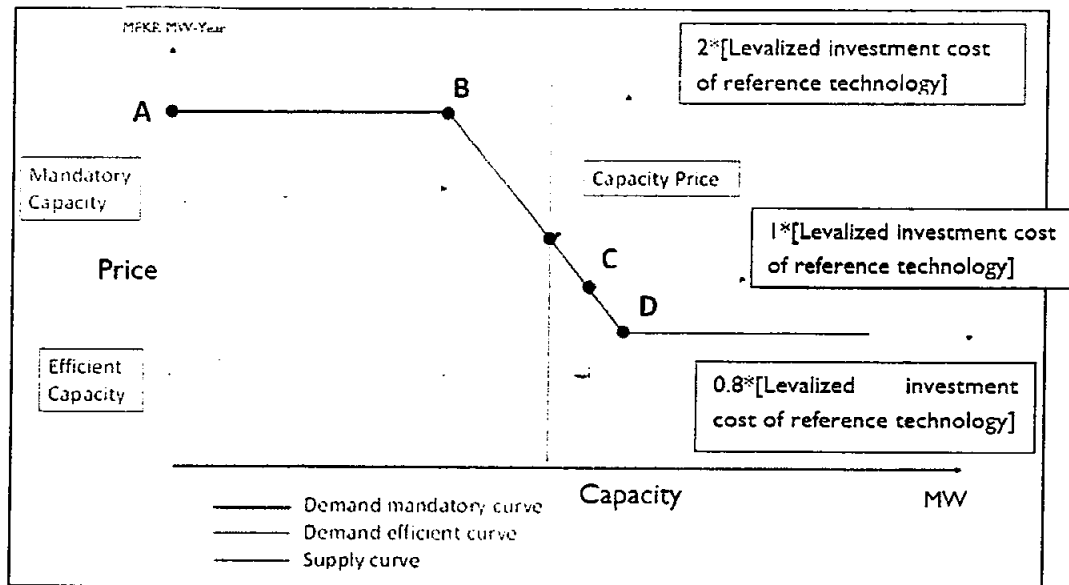 MPKR MW-Year
2*[Levalized investment cost
of reference technology]
A
B
Mandatory
Capacity
Capacity Price
1*[Levalized investment cost
of reference technology]
Price
C
D
Efficient
Capacity
0.8*[Levalized investment
cost of reference technology]
Capacity
MW
Demand mandatory curve
Demand efficient curve
Supply curve